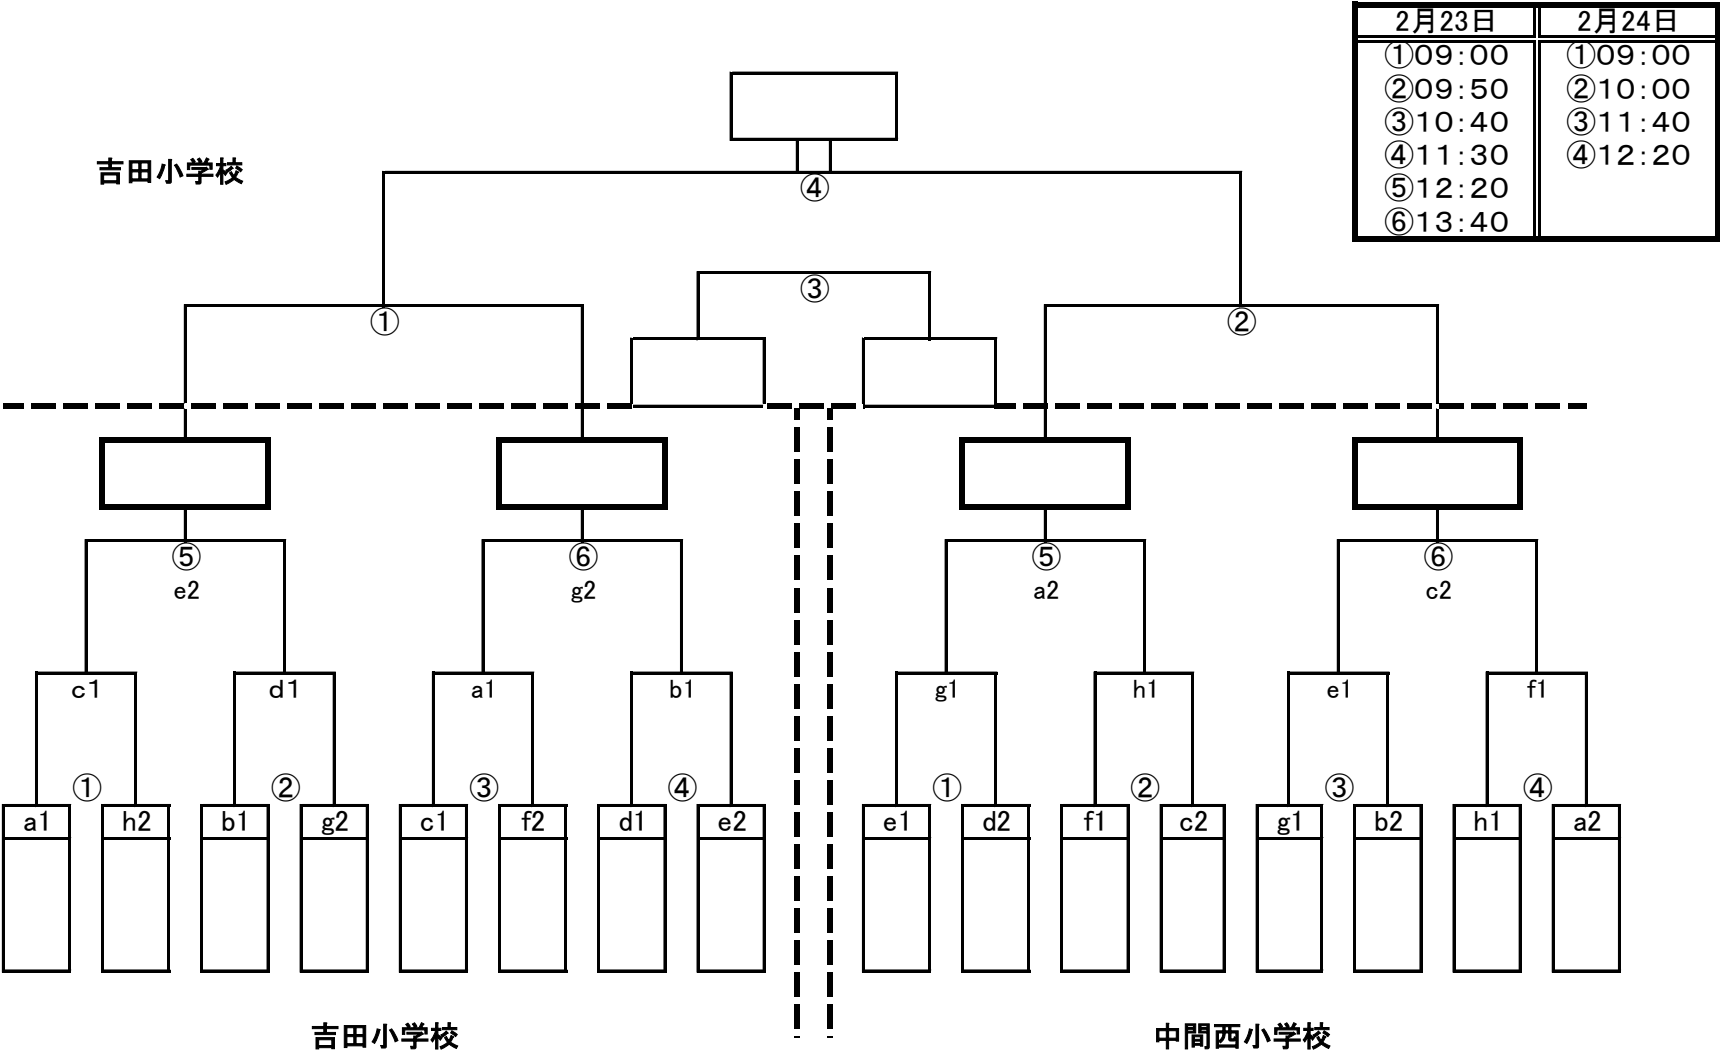 2月23日 2月24日
①09:00 ①09:00
②09:50 ②10:00
③10:40 ③11:40
④11:30 ④12:20
⑤12:20
⑥13:40
吉田小学校
④
③
① ②
⑤ ⑥ ⑤ ⑥
e2 g2 a2 c2
c1 d1 a1 b1 g1 h1 e1 f1
① ② ③ ④ ① ② ③ ④
a1 h2 b1 g2 c1 f2 d1 e2 e1 d2 f1 c2 g1 b2 h1 a2
吉田小学校 中間西小学校